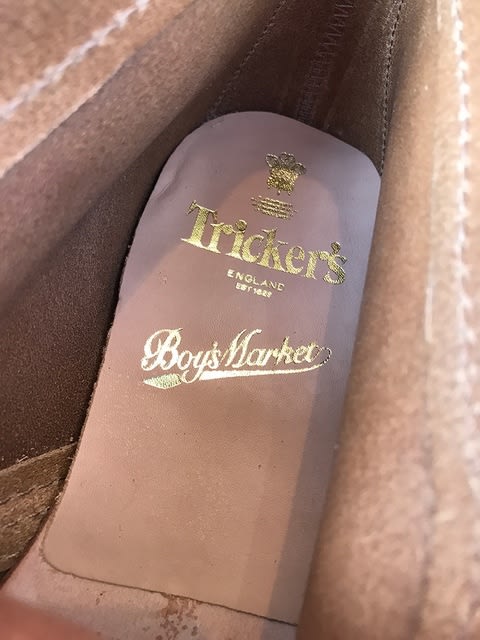 Tricker's
ENGLAND
EST 1829
Boy's Market